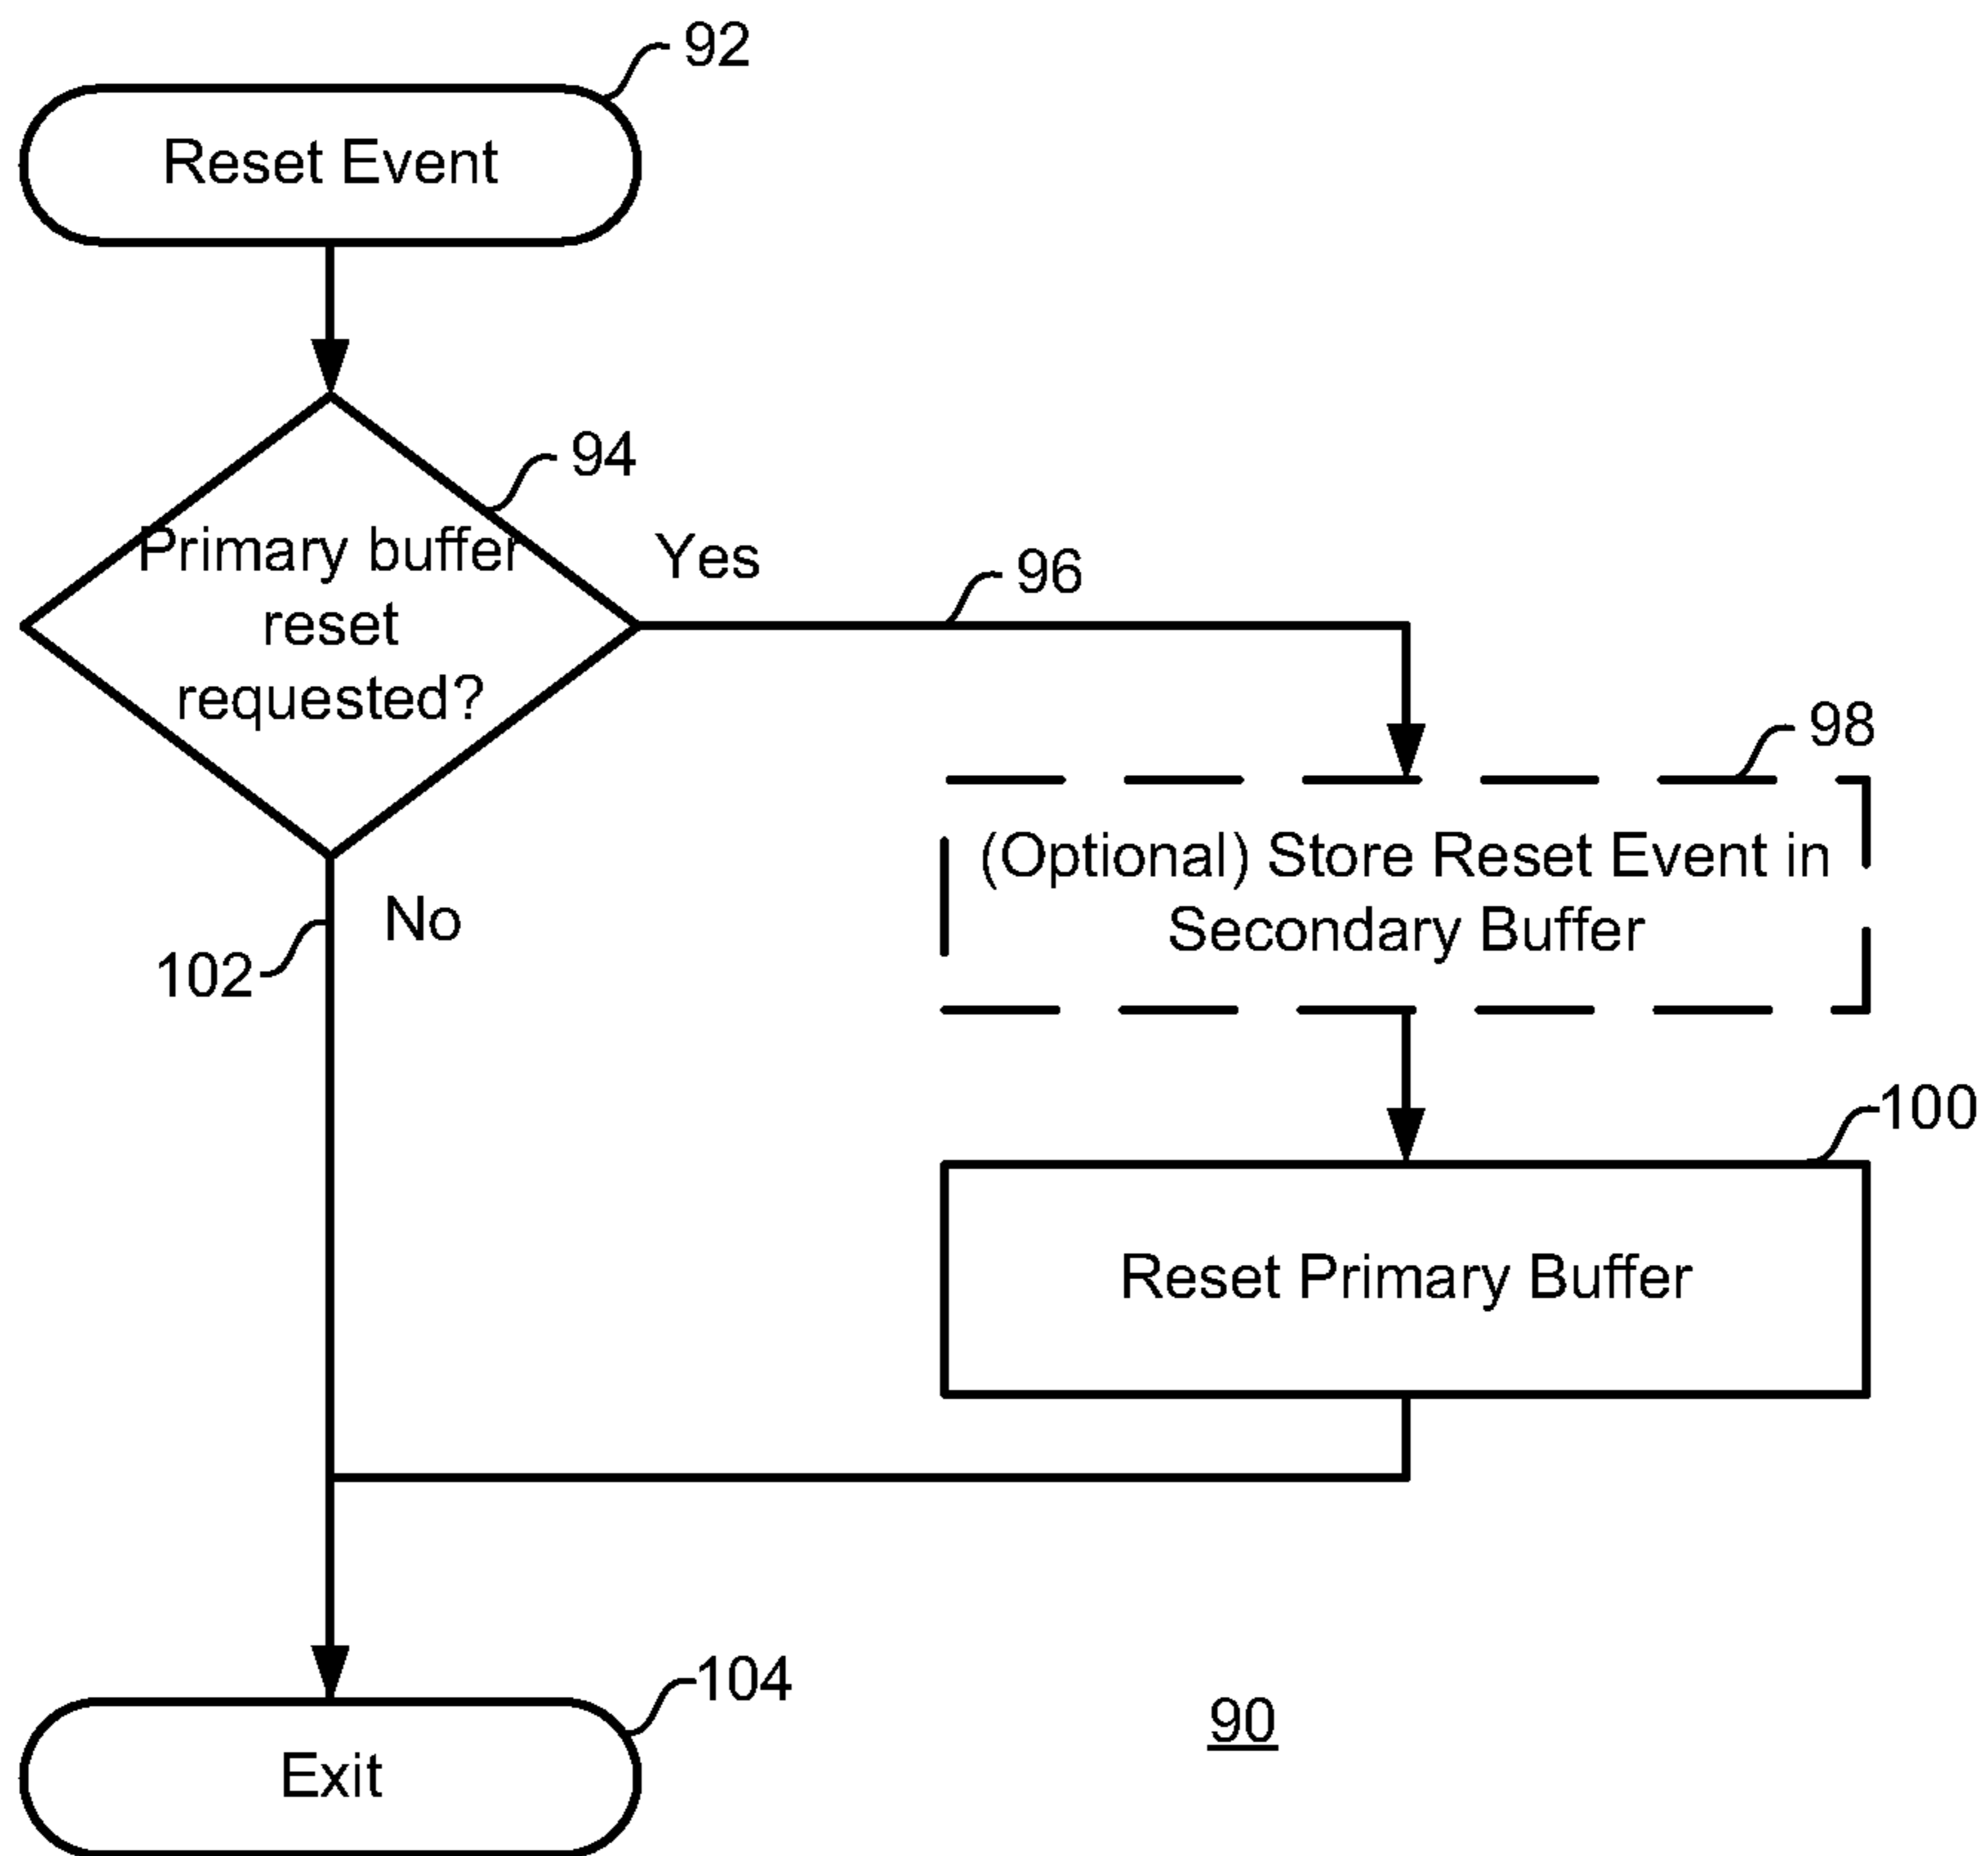 92
Reset Event
94
Primary buffer
reset
requested?
Yes
96
98
(Optional) Store Reset Event in
Secondary Buffer
No
102
100
Reset Primary Buffer
104
90
Exit